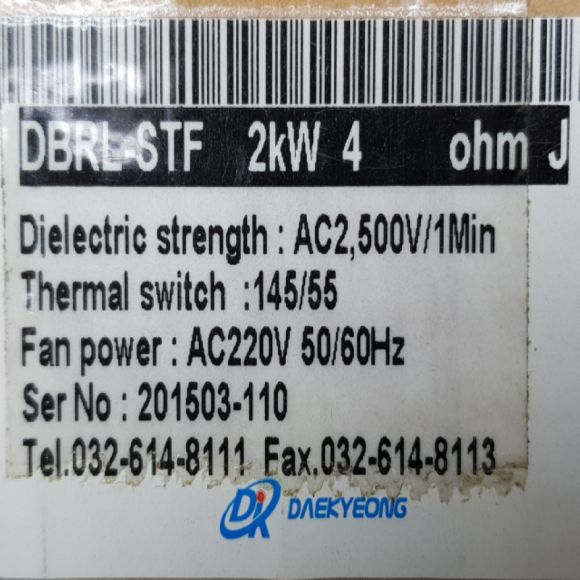 DBRL-STF 2kW 4 ohm J
Dielectric strength : AC2,500V/1Min
Thermal switch :145/55
Fan power : AC220V 50/60Hz
Ser No : 201503-110
Tel.032-614-8111 Fax.032-614-8113
DAEKYEONG